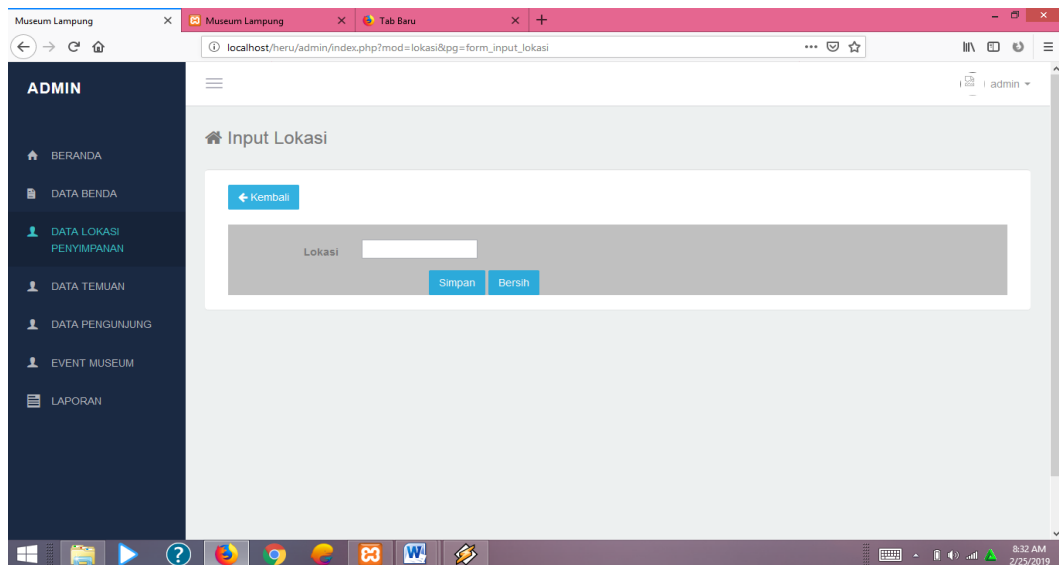 Museum Lampung
Museum Lampung
Tab Baru
localhost/heru/admin/index.php?mod=lokasi&pg=form_input_lokasi
ADMIN
admin
Input Lokasi
BERANDA
DATA BENDA
Kembali
DATA LOKASI
PENYIMPANAN
Lokasi
Simpan Bersih
DATA TEMUAN
DATA PENGUNJUNG
EVENT MUSEUM
LAPORAN
8:32 AM
2/25/2019